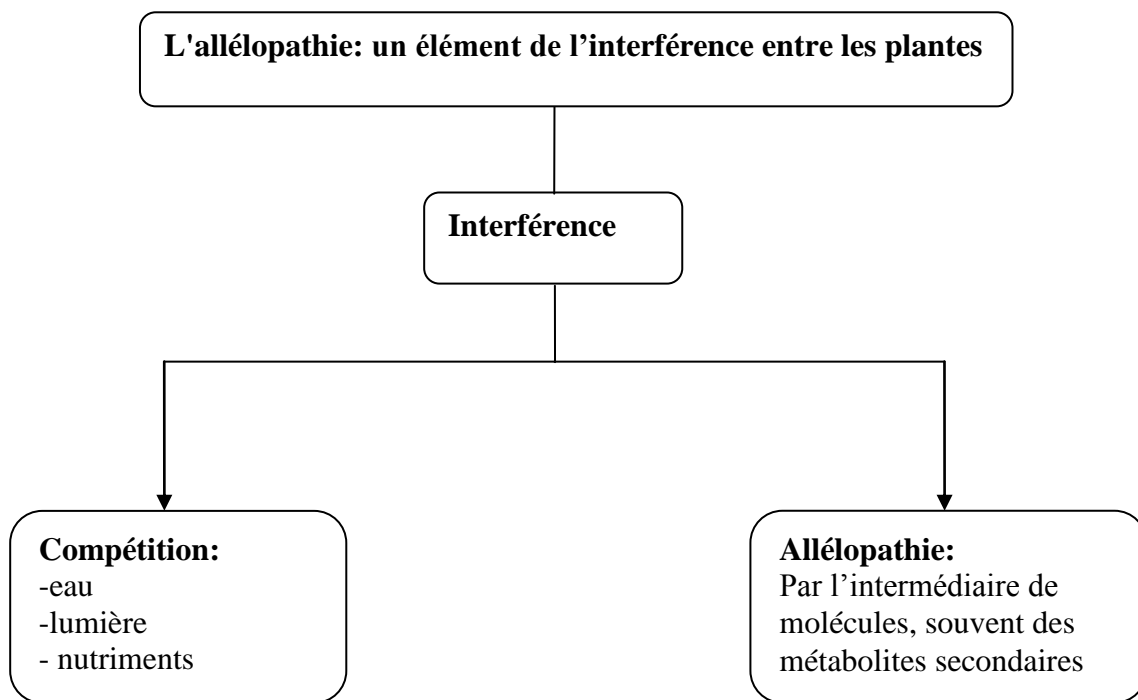 L'allélopathie: un élément de l’interférence entre les plantes
Interférence
Compétition:
-eau
-lumière
- nutriments
Allélopathie:
Par l’intermédiaire de
molécules, souvent des
métabolites secondaires